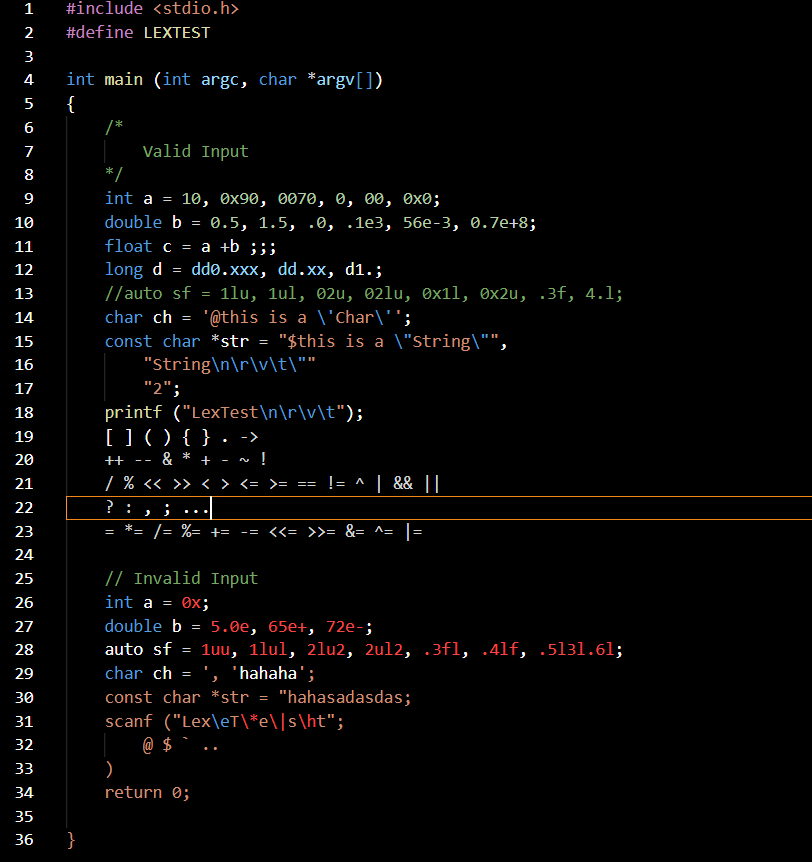 1 #include <stdio.h>
2 #define LEXTEST
3
4 int main (int argc, char *argv[])
5 {
6 /*
7 Valid Input
8 */
9 int a = 10, 0x90, 0070, 0, 00, 0x0;
10 double b = 0.5, 1.5, .0, .1e3, 56e-3, 0.7e+8;
11 float c = a +b ;;;
12 long d = dd0.xxx, dd.xx, d1.;
13 //auto sf = 1lu, 1ul, 02u, 02lu, 0x1l, 0x2u, .3f, 4.l;
14 char ch = '@this is a \'Char\'';
15 const char *str = "$this is a \"String\"",
16 "String\n\r\v\t\""
17 "2";
18 printf ("LexTest\n\r\v\t");
19 [ ] ( ) { } . ->
20 ++ -- & * + - ~ !
21 / % << >> < > <= >= == != ^ | && ||
22 ? : , ; ...
23 = *= /= %= += -= <<= >>= &= ^= |=
24
25 // Invalid Input
26 int a = 0x;
27 double b = 5.0e, 65e+, 72e-;
28 auto sf = 1uu, 1lul, 2lu2, 2ul2, .3fl, .4lf, .5l3l.6l;
29 char ch = ', 'hahaha';
30 const char *str = "hahasadasdas;
31 scanf ("Lex\eT\*e\|s\ht";
32 @ $ ` ..
33 )
34 return 0;
35
36 }